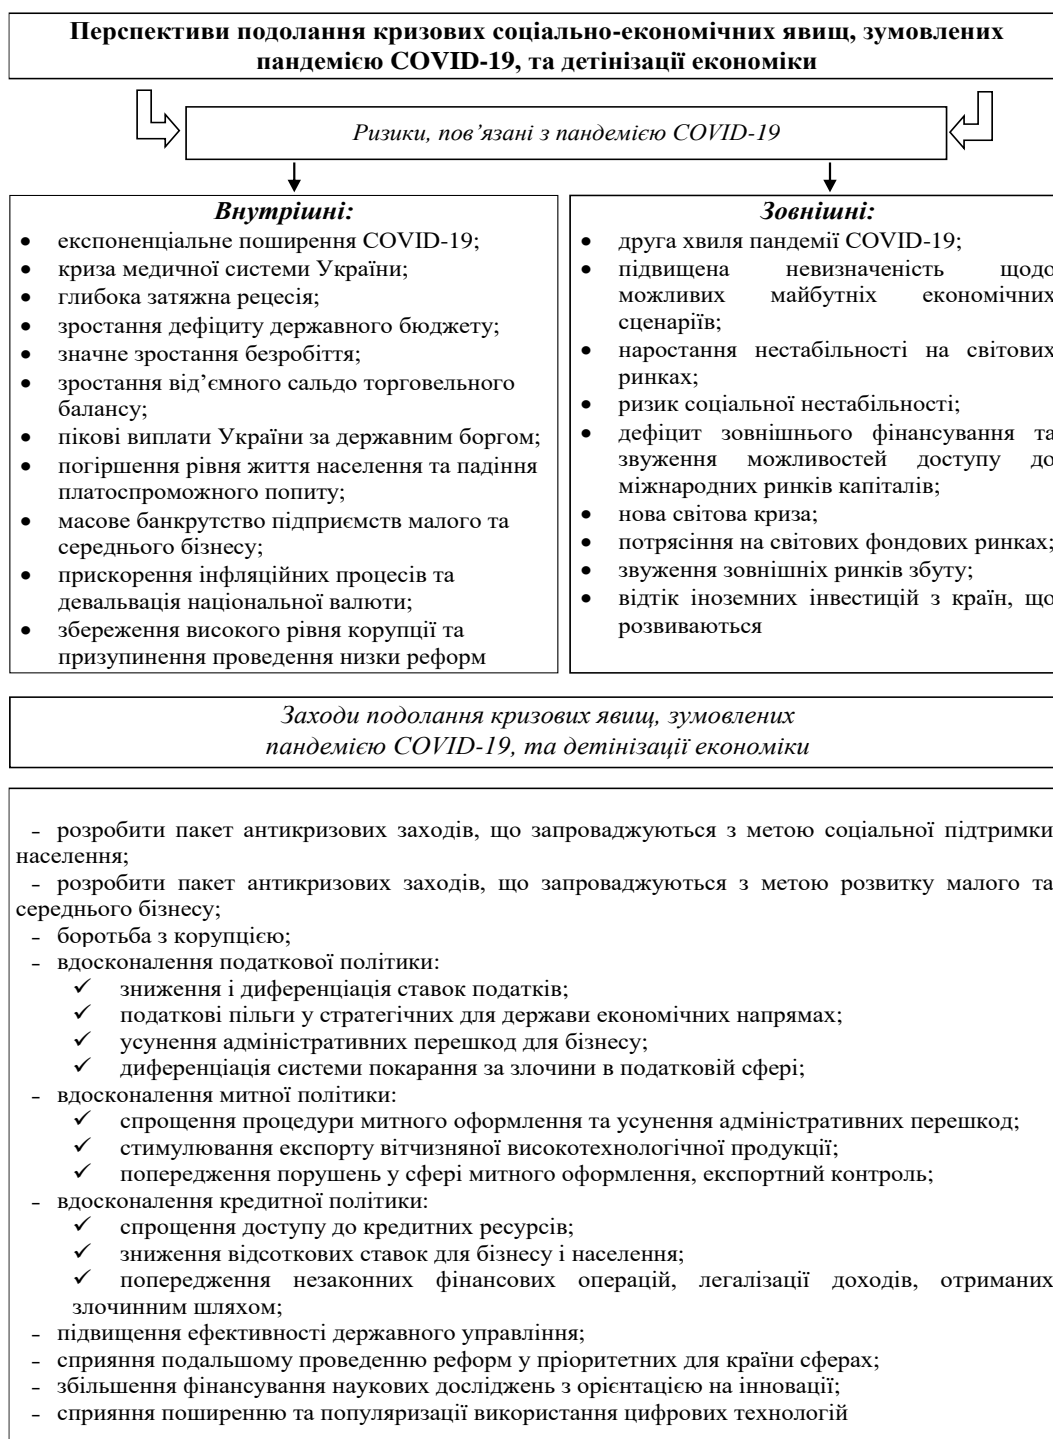 Перспективи подолання кризових соціально-економічних явищ, зумовлених
пандемією COVID-19, та детінізації економіки
Ризики, пов’язані з пандемією COVID-19
Внутрішні:
• експоненціальне поширення COVID-19;
• криза медичної системи України;
• глибока затяжна рецесія;
• зростання дефіциту державного бюджету;
• значне зростання безробіття;
• зростання від’ємного сальдо торговельного
балансу;
• пікові виплати України за державним боргом;
• погіршення рівня життя населення та падіння
платоспроможного попиту;
• масове банкрутство підприємств малого та
середнього бізнесу;
• прискорення інфляційних процесів та
девальвація національної валюти;
• збереження високого рівня корупції та
призупинення проведення низки реформ
Зовнішні:
• друга хвиля пандемії COVID-19;
• підвищена невизначеність щодо
можливих майбутніх економічних
сценаріїв;
• наростання нестабільності на світових
ринках;
• ризик соціальної нестабільності;
• дефіцит зовнішнього фінансування та
звуження можливостей доступу до
міжнародних ринків капіталів;
• нова світова криза;
• потрясіння на світових фондових ринках;
• звуження зовнішніх ринків збуту;
• відтік іноземних інвестицій з країн, що
розвиваються
Заходи подолання кризових явищ, зумовлених
пандемією COVID-19, та детінізації економіки
- розробити пакет антикризових заходів, що запроваджуються з метою соціальної підтримки
населення;
- розробити пакет антикризових заходів, що запроваджуються з метою розвитку малого та
середнього бізнесу;
- боротьба з корупцією;
- вдосконалення податкової політики:
✓ зниження і диференціація ставок податків;
✓ податкові пільги у стратегічних для держави економічних напрямах;
✓ усунення адміністративних перешкод для бізнесу;
✓ диференціація системи покарання за злочини в податковій сфері;
- вдосконалення митної політики:
✓ спрощення процедури митного оформлення та усунення адміністративних перешкод;
✓ стимулювання експорту вітчизняної високотехнологічної продукції;
✓ попередження порушень у сфері митного оформлення, експортний контроль;
- вдосконалення кредитної політики:
✓ спрощення доступу до кредитних ресурсів;
✓ зниження відсоткових ставок для бізнесу і населення;
✓ попередження незаконних фінансових операцій, легалізації доходів, отриманих
злочинним шляхом;
- підвищення ефективності державного управління;
- сприяння подальшому проведенню реформ у пріоритетних для країни сферах;
- збільшення фінансування наукових досліджень з орієнтацією на інновації;
- сприяння поширенню та популяризації використання цифрових технологій